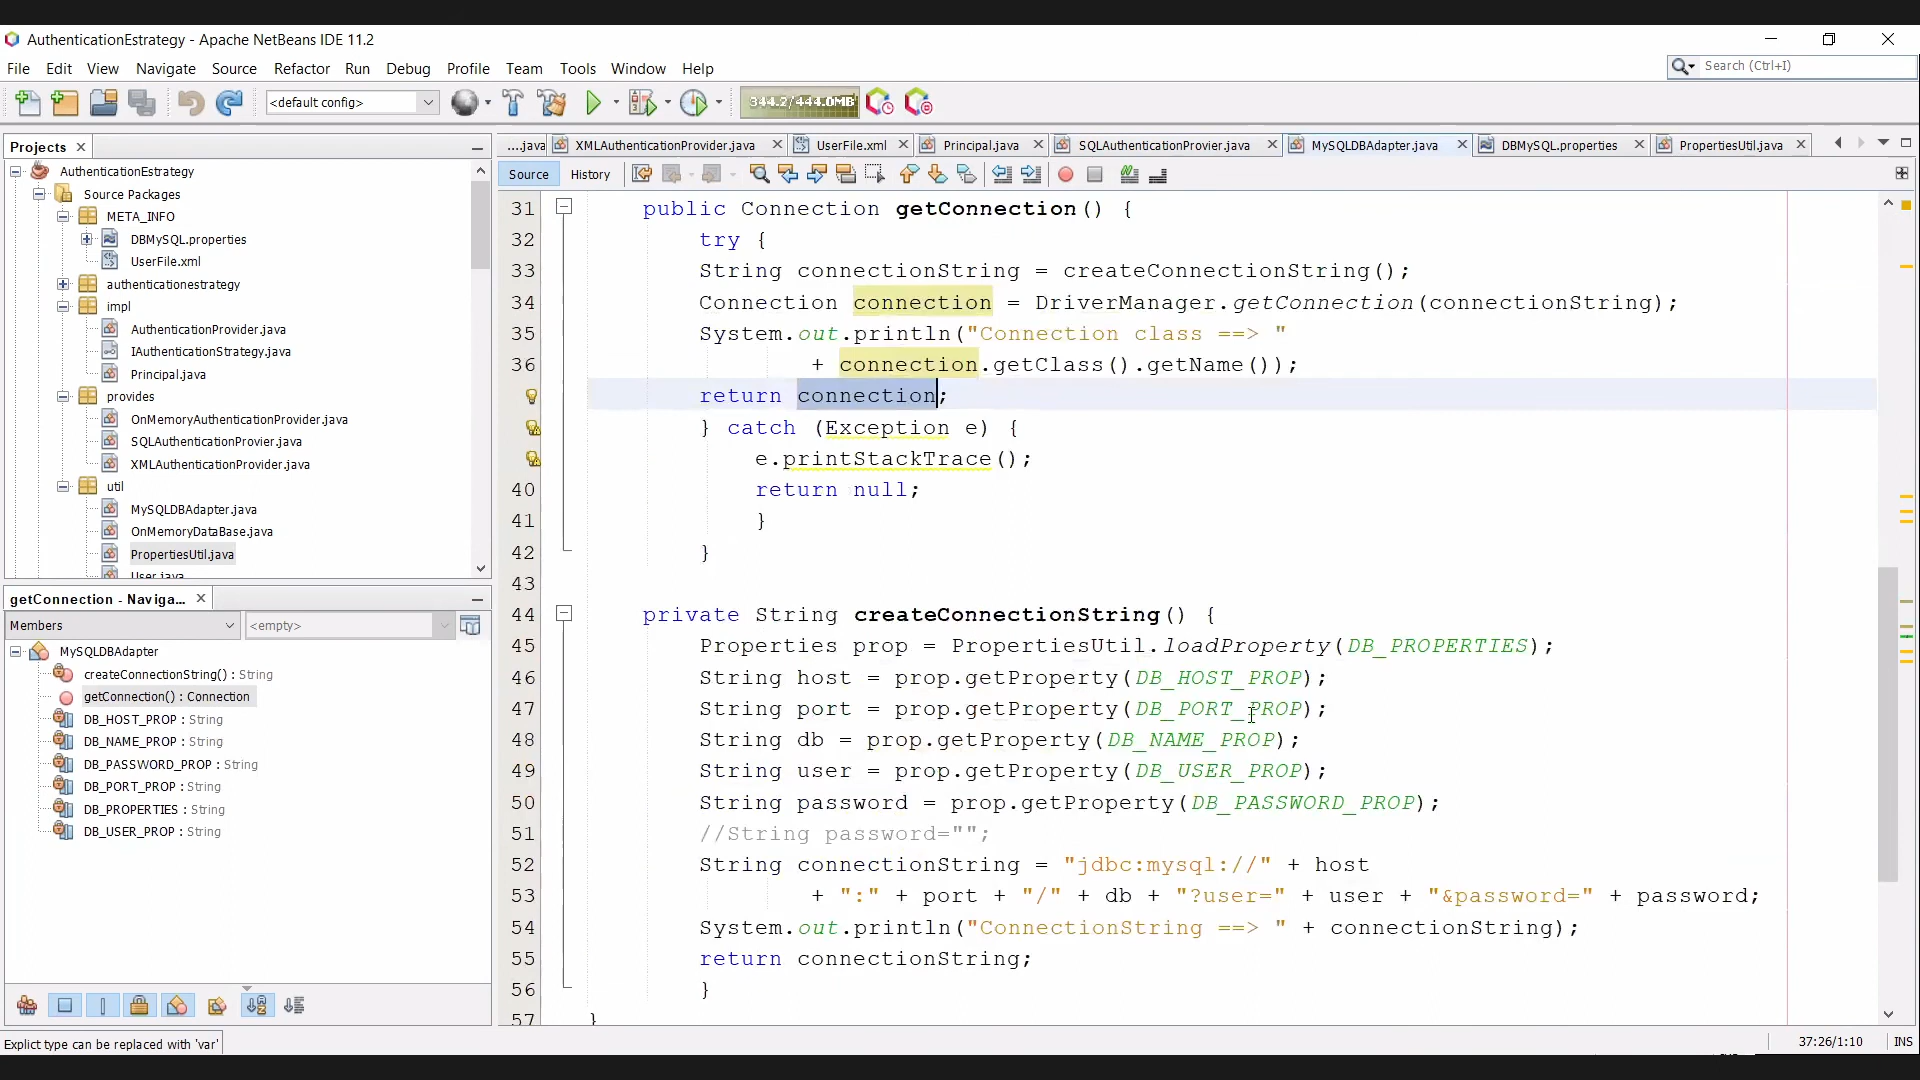 AuthenticationEstrategy - Apache NetBeans IDE 11.2
File Edit View Navigate Source Refactor Run Debug Profile Team Tools Window Help
Search (Ctrl+I)
<default config>
344.2/444.0MB
Projects
AuthenticationEstrategy
Source Packages
META_INFO
DBMySQL.properties
UserFile.xml
authenticationestrategy
impl
AuthenticationProvider.java
IAuthenticationStrategy.java
Principal.java
provides
OnMemoryAuthenticationProvider.java
SQLAuthenticationProvier.java
XMLAuthenticationProvider.java
util
MySQLDBAdapter.java
OnMemoryDataBase.java
PropertiesUtil.java
User.java
getConnection - Naviga...
Members
<empty>
MySQLDBAdapter
createConnectionString() : String
getConnection() : Connection
DB_HOST_PROP : String
DB_NAME_PROP : String
DB_PASSWORD_PROP : String
DB_PORT_PROP : String
DB_PROPERTIES : String
DB_USER_PROP : String
Explict type can be replaced with 'var'
....java XMLAuthenticationProvider.java UserFile.xml Principal.java SQLAuthenticationProvier.java MySQLDBAdapter.java DBMySQL.properties PropertiesUtil.java
Source History
31 public Connection getConnection() {
32 try {
33 String connectionString = createConnectionString();
34 Connection connection = DriverManager.getConnection(connectionString);
35 System.out.println("Connection class ==> "
36 + connection.getClass().getName());
return connection;
} catch (Exception e) {
e.printStackTrace();
40 return null;
41 }
42 }
43
44 private String createConnectionString() {
45 Properties prop = PropertiesUtil.loadProperty(DB_PROPERTIES);
46 String host = prop.getProperty(DB_HOST_PROP);
47 String port = prop.getProperty(DB_PORT_PROP);
48 String db = prop.getProperty(DB_NAME_PROP);
49 String user = prop.getProperty(DB_USER_PROP);
50 String password = prop.getProperty(DB_PASSWORD_PROP);
51 //String password="";
52 String connectionString = "jdbc:mysql://" + host
53 + ":" + port + "/" + db + "?user=" + user + "&password=" + password;
54 System.out.println("ConnectionString ==> " + connectionString);
55 return connectionString;
56 }
57 }
37:26/1:10 INS